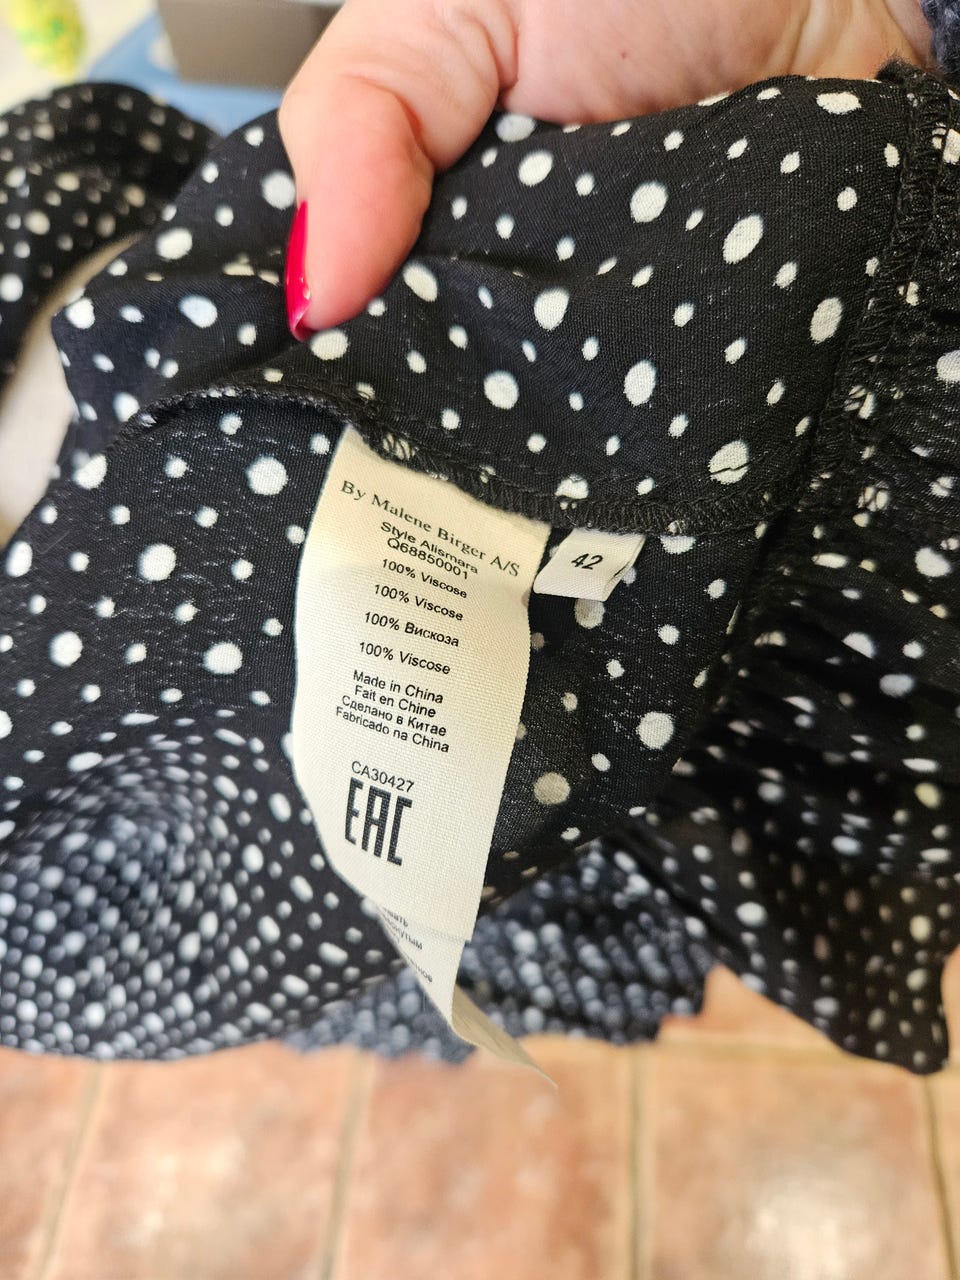 By Malene Birger A/S
Style Alismara
Q68850001
100% Viscose
100% Viscose
100% Вискоза
100% Viscose
Made in China
Fait en Chine
Сделано в Китае
Fabricado na China
CA30427
EAC
42